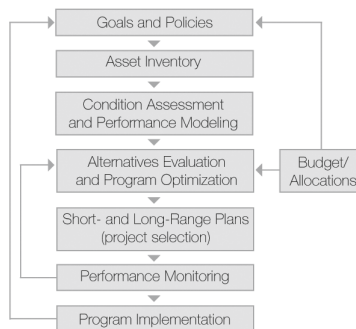 Goals and Policies
Asset Inventory
Condition Assessment
and Performance Modeling
Alternatives Evaluation
and Program Optimization
Budget/
Allocations
Short- and Long-Range Plans
(project selection)
Performance Monitoring
Program Implementation